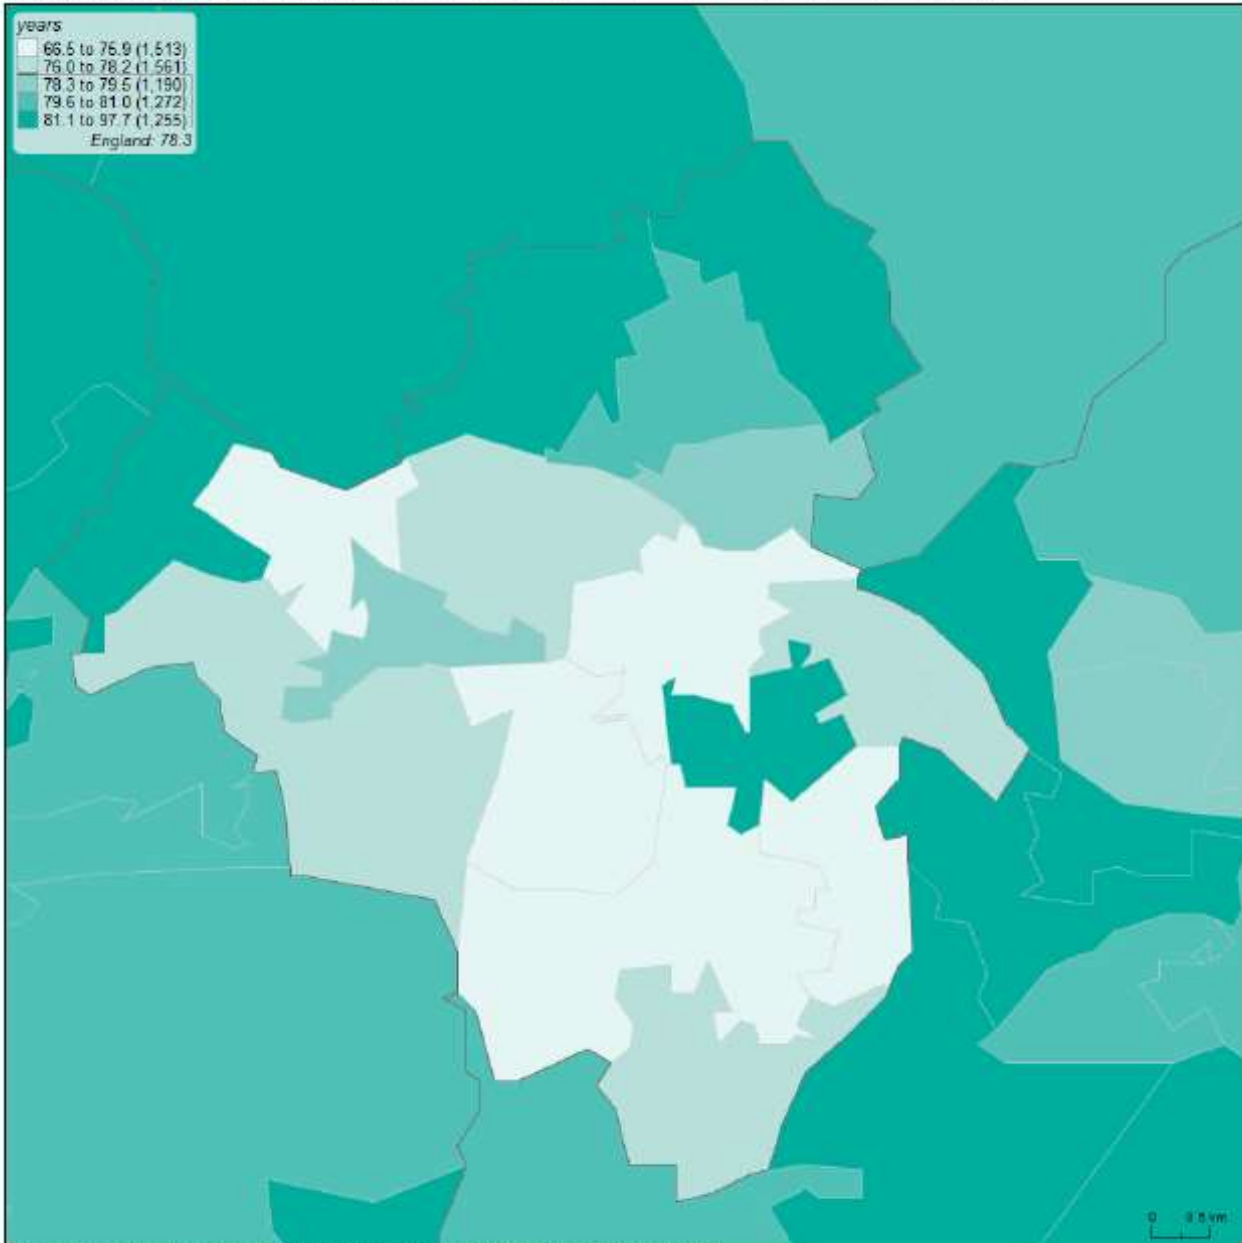 years
66.5 to 75.9 (1,513)
76.0 to 78.2 (1,561)
78.3 to 79.5 (1,190)
79.6 to 81.0 (1,272)
81.1 to 97.7 (1,255)
England: 78.3
0 km